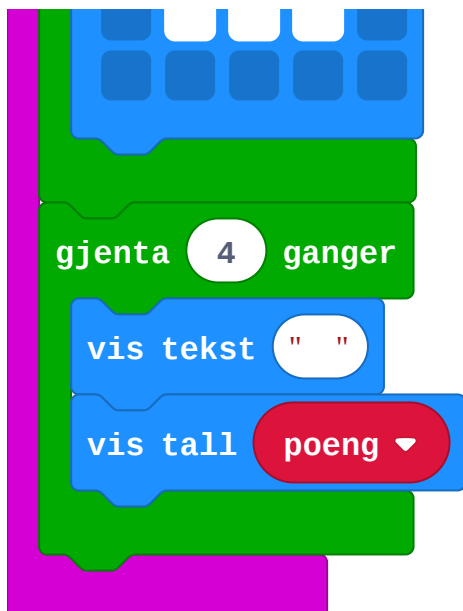 gjenta 4 ganger
vis tekst " "
vis tall poeng